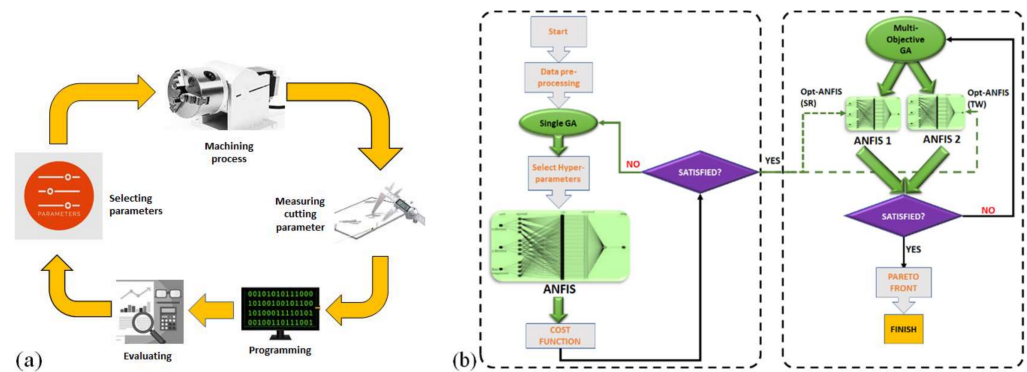 Machining
process
PARAMETERS
Selecting
parameters
Measuring
cutting
parameter
00101010111000
10100100101100
10100011110101
00100110111001
Evaluating
Programming
(a)
(b)
Start
Data pre-
processing
Single GA
Select Hyper-
parameters
ANFIS
COST
FUNCTION
NO
SATISFIED?
YES
Multi-
Objective
GA
Opt-ANFIS
(SR)
Opt-ANFIS
(TW)
ANFIS 1
ANFIS 2
SATISFIED?
NO
YES
PARETO
FRONT
FINISH